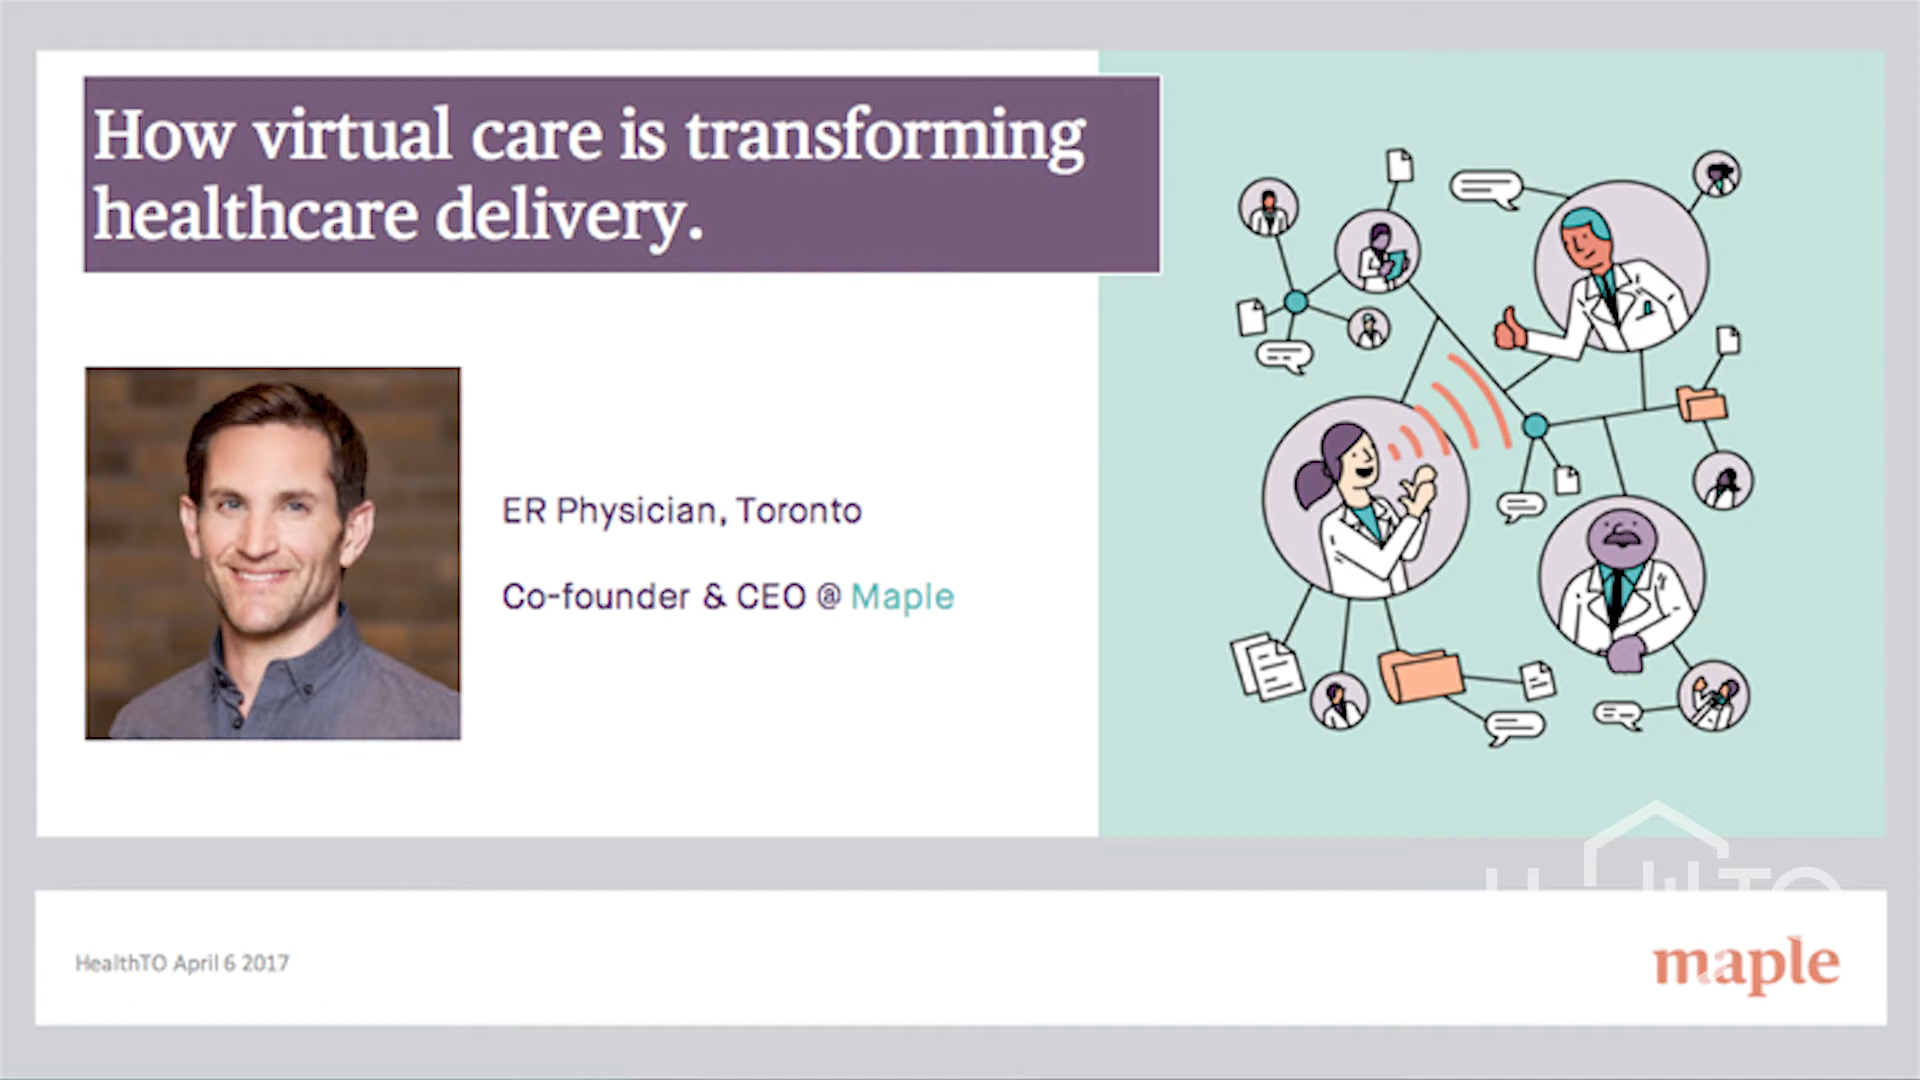 How virtual care is transforming
healthcare delivery.
ER Physician, Toronto
Co-founder & CEO @ Maple
HealthTO April 6 2017
maple